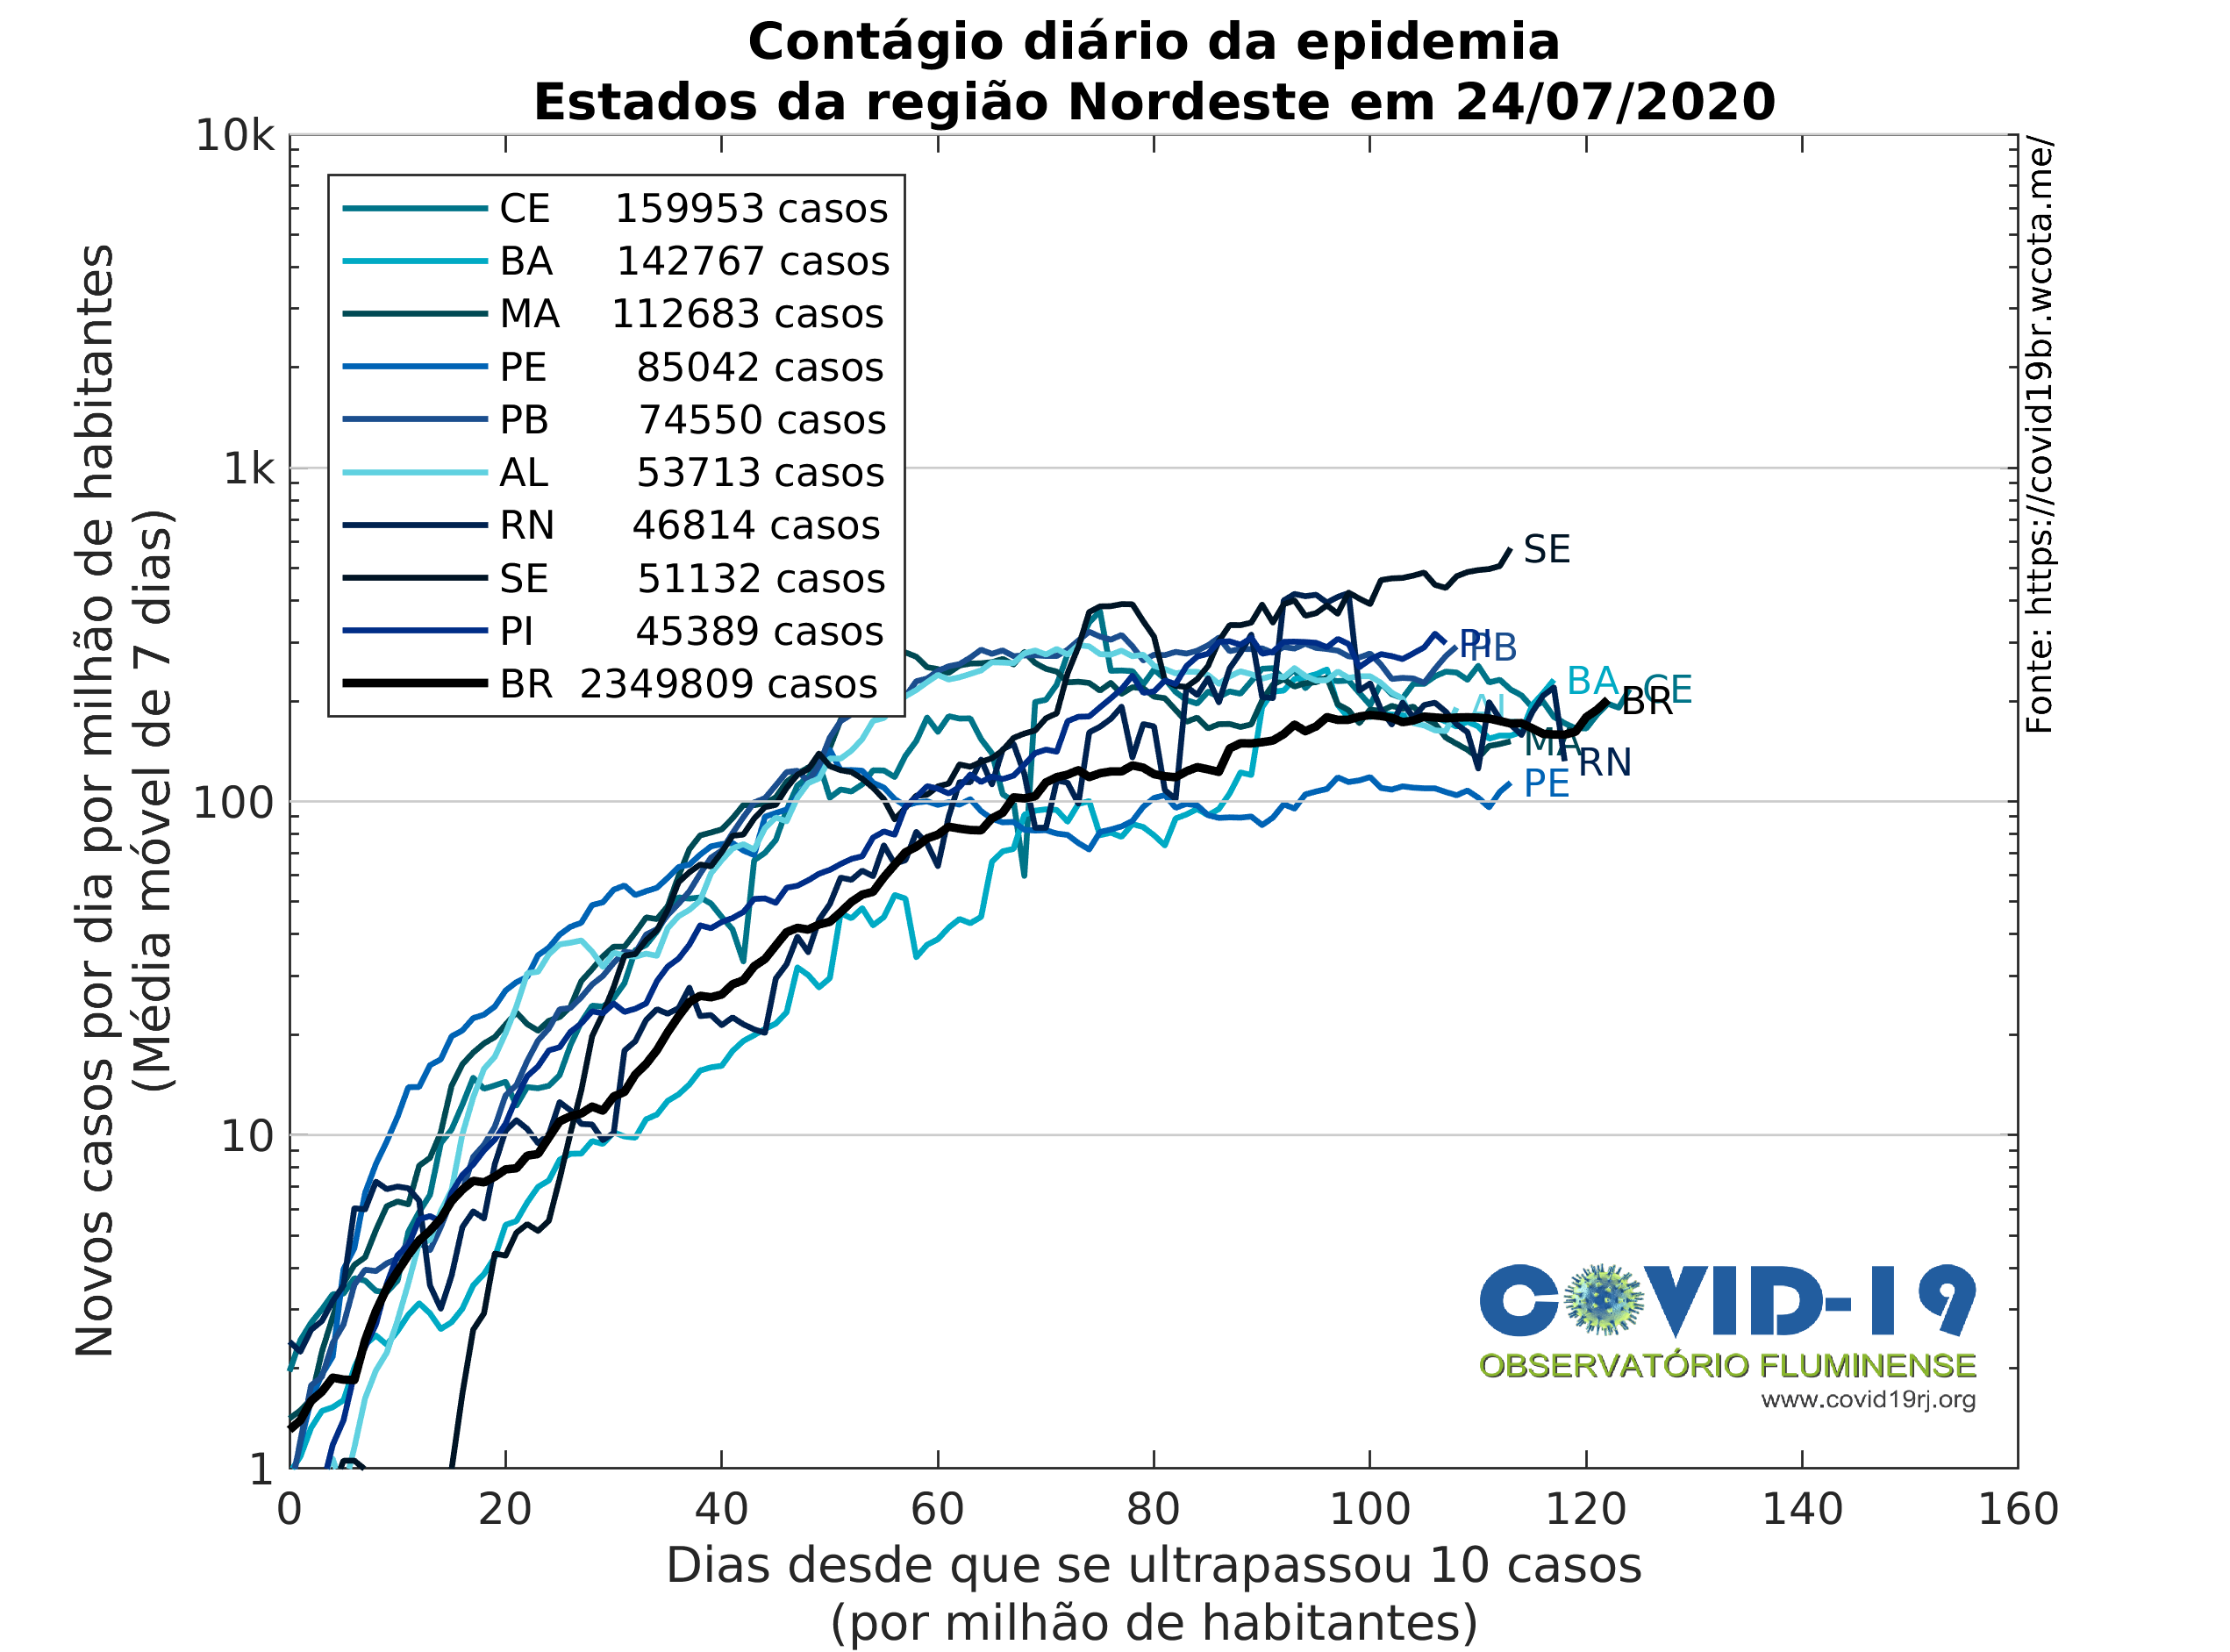 Contágio diário da epidemia
Estados da região Nordeste em 24/07/2020
Novos casos por dia por milhão de habitantes
(Média móvel de 7 dias)
10k
1k
100
10
1
CE 159953 casos
BA 142767 casos
MA 112683 casos
PE 85042 casos
PB 74550 casos
AL 53713 casos
RN 46814 casos
SE 51132 casos
PI 45389 casos
BR 2349809 casos
SE
PI
PB
BA
CE
BR
AL
MA
RN
PE
Fonte: https://covid19br.wcota.me/
COVID-19
OBSERVATÓRIO FLUMINENSE
www.covid19rj.org
0 20 40 60 80 100 120 140 160
Dias desde que se ultrapassou 10 casos
(por milhão de habitantes)